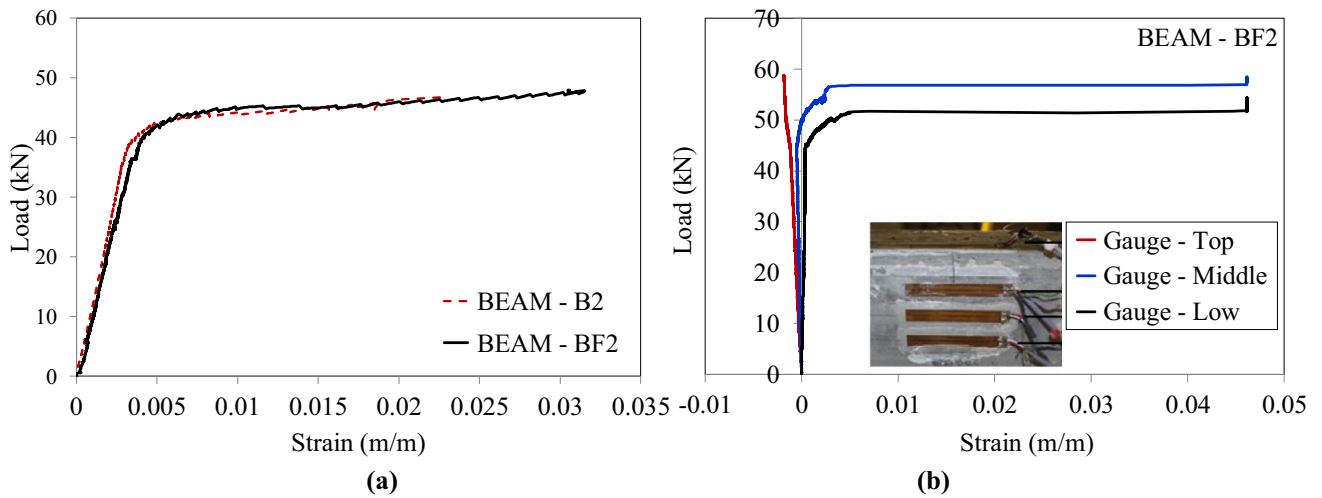 60
50
40
30
20
10
0
Load (kN)
0 0.005 0.01 0.015 0.02 0.025 0.03 0.035
Strain (m/m)
BEAM - B2
BEAM - BF2
(a)
70
60
50
40
30
20
10
0
Load (kN)
-0.01 0 0.01 0.02 0.03 0.04 0.05
Strain (m/m)
BEAM - BF2
Gauge - Top
Gauge - Middle
Gauge - Low
(b)